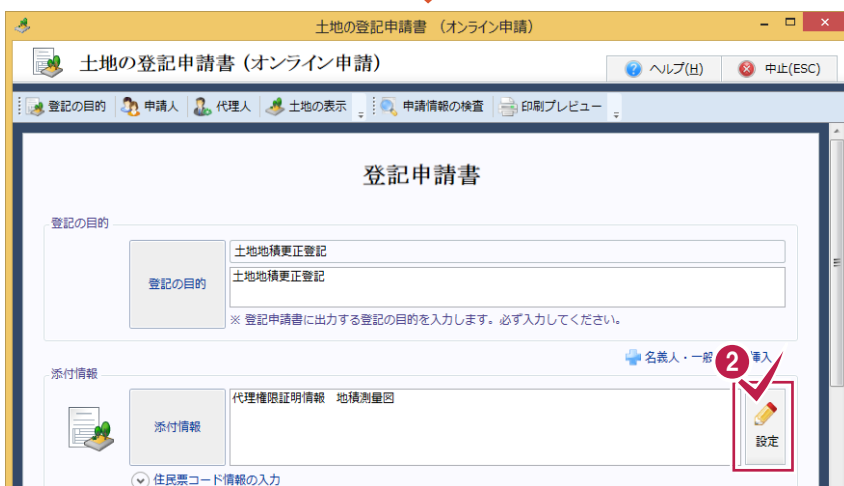 土地の登記申請書 (オンライン申請)
土地の登記申請書 (オンライン申請)
ヘルプ(H)
中止(ESC)
登記の目的
申請人
代理人
土地の表示
申請情報の検査
印刷プレビュー
登記申請書
登記の目的
登記の目的
土地地積更正登記
土地地積更正登記
※ 登記申請書に出力する登記の目的を入力します。必ず入力してください。
名義人・一般
挿入
2
添付情報
添付情報
代理権限証明情報 地積測量図
設定
住民票コード情報の入力